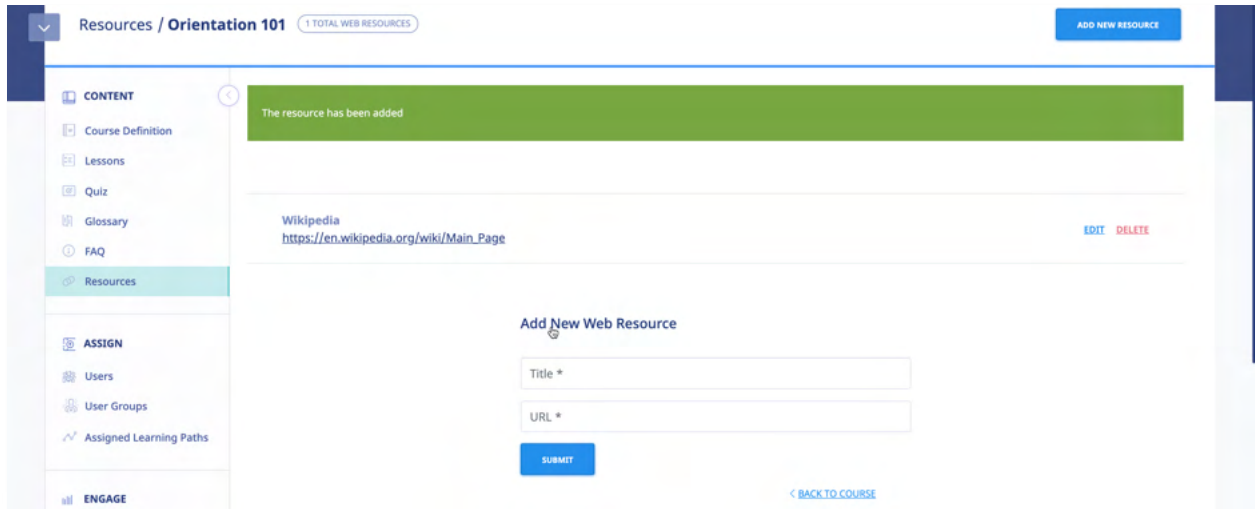 Resources / Orientation 101 1 TOTAL WEB RESOURCES
ADD NEW RESOURCE
CONTENT
Course Definition
Lessons
Quiz
Glossary
FAQ
Resources
ASSIGN
Users
User Groups
Assigned Learning Paths
ENGAGE
The resource has been added
Wikipedia
https://en.wikipedia.org/wiki/Main_Page
EDIT DELETE
Add New Web Resource
Title *
URL *
SUBMIT
< BACK TO COURSE